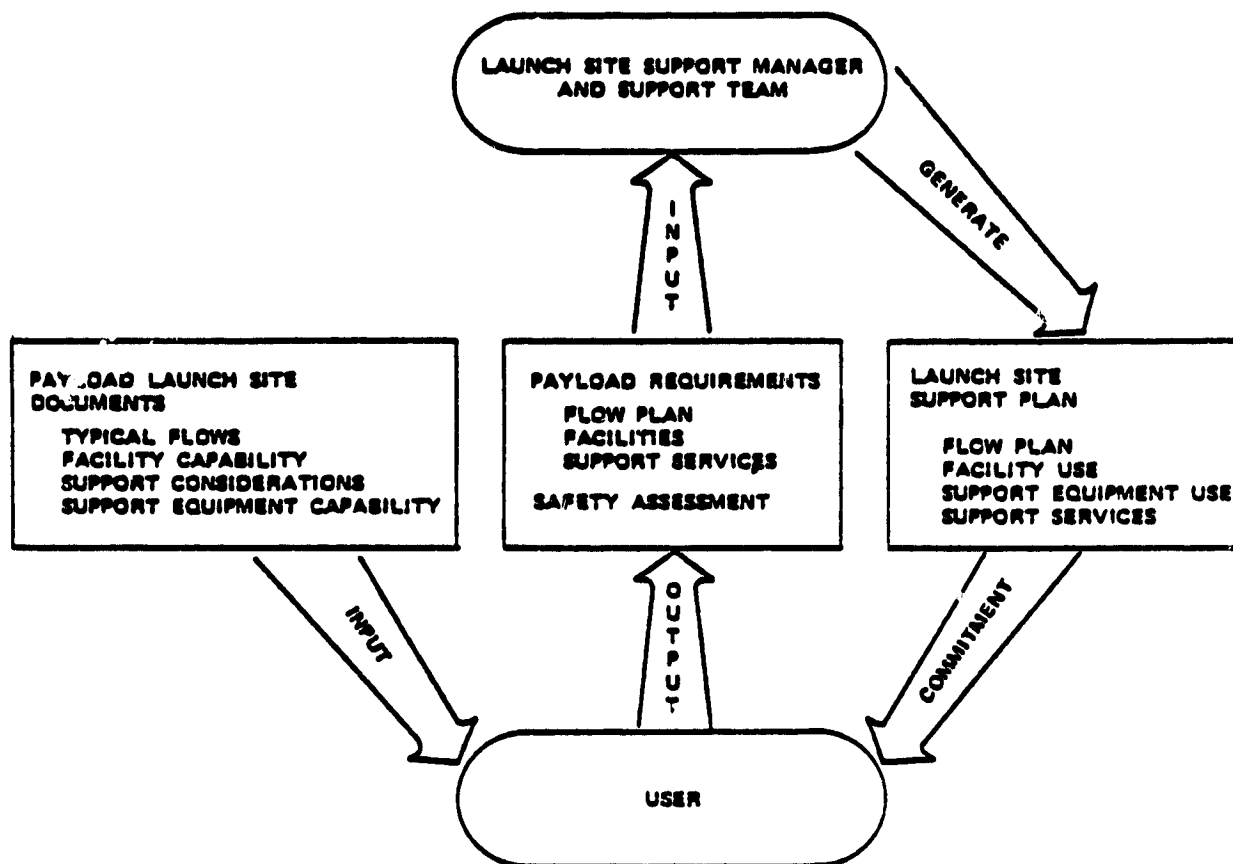 LAUNCH SITE SUPPORT MANAGER
AND SUPPORT TEAM
GENERATE
INPUT
PAYLOAD LAUNCH SITE
DOCUMENTS
TYPICAL FLOWS
FACILITY CAPABILITY
SUPPORT CONSIDERATIONS
SUPPORT EQUIPMENT CAPABILITY
PAYLOAD REQUIREMENTS
FLOW PLAN
FACILITIES
SUPPORT SERVICES
SAFETY ASSESSMENT
LAUNCH SITE
SUPPORT PLAN
FLOW PLAN
FACILITY USE
SUPPORT EQUIPMENT USE
SUPPORT SERVICES
INPUT
OUTPUT
COMMITMENT
USER